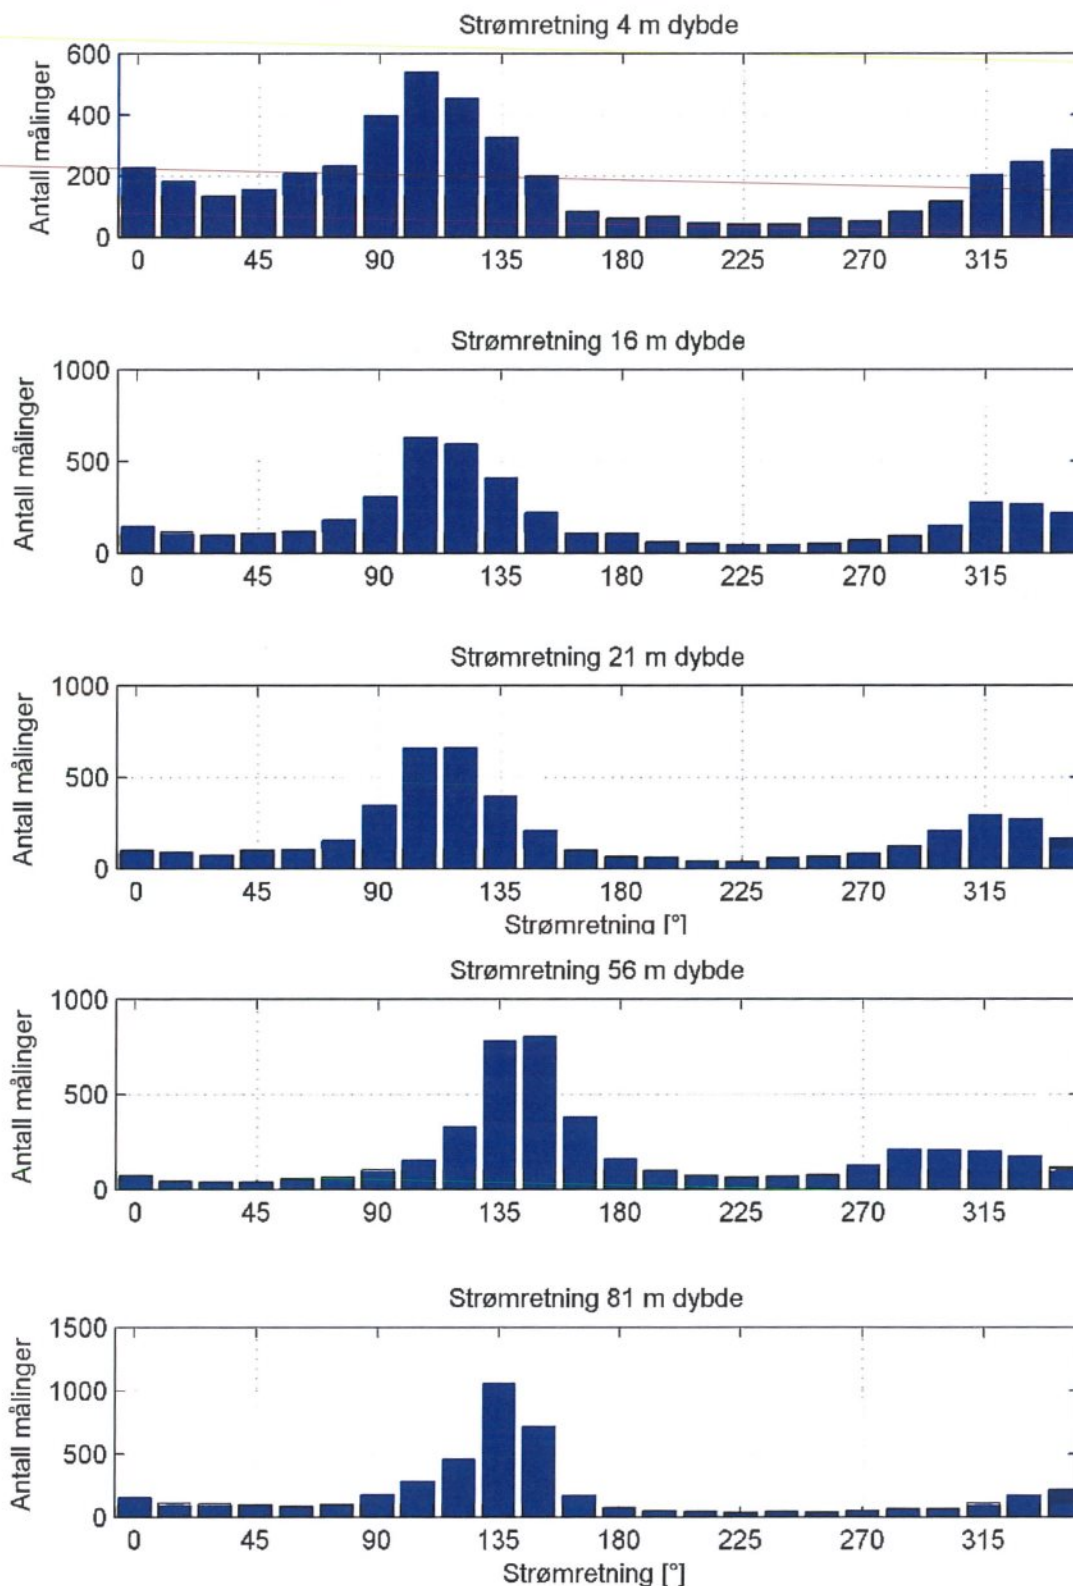 Strømretning 4 m dybde
Antall målinger
600
400
200
0
0 45 90 135 180 225 270 315
Strømretning 16 m dybde
Antall målinger
1000
500
0
0 45 90 135 180 225 270 315
Strømretning 21 m dybde
Antall målinger
1000
500
0
0 45 90 135 180 225 270 315
Strømretning [°]
Strømretning 56 m dybde
Antall målinger
1000
500
0
0 45 90 135 180 225 270 315
Strømretning 81 m dybde
Antall målinger
1500
1000
500
0
0 45 90 135 180 225 270 315
Strømretning [°]